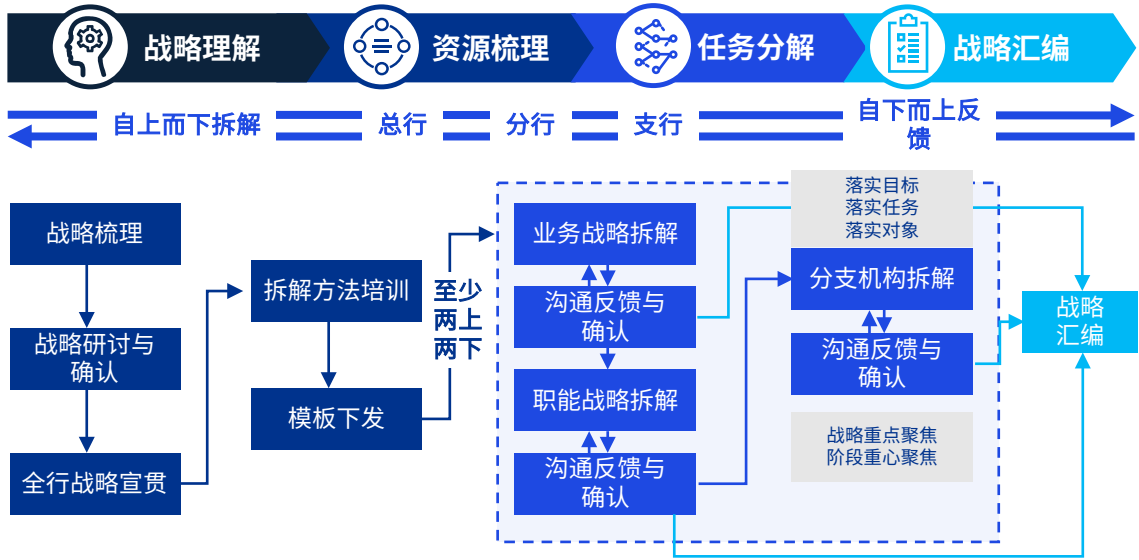 战略理解
资源梳理
任务分解
战略汇编
自上而下拆解
总行
分行
支行
自下而上反
馈
战略梳理
战略研讨与
确认
全行战略宣贯
拆解方法培训
模板下发
至少
两上
两下
业务战略拆解
沟通反馈与
确认
职能战略拆解
沟通反馈与
确认
落实目标
落实任务
落实对象
分支机构拆解
沟通反馈与
确认
战略重点聚焦
阶段重心聚焦
战略
汇编